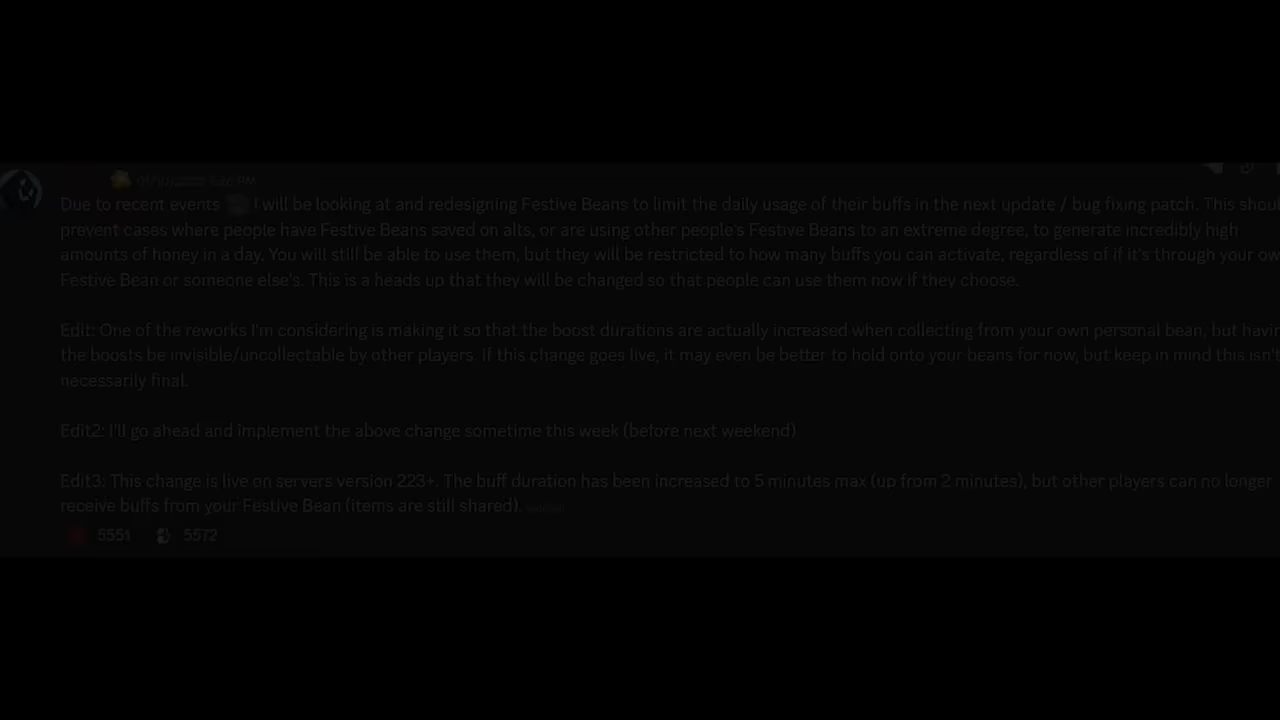 PM
Due to recent events I will be looking at and redesigning Festive Beans to limit the daily usage of their buffs in the next update / bug fixing patch. This shou
prevent cases where people have Festive Beans saved on alts, or are using other people's Festive Beans to an extreme degree, to generate incredibly high
amounts of honey in a day. You will still be able to use them, but they will be restricted to how many buffs you can activate, regardless of if it's through your ow
Festive Bean or someone else's. This is a heads up that they will be changed so that people can use them now if they choose.
Edit: One of the reworks I'm considering is making it so that the boost durations are actually increased when collecting from your own personal bean, but havin
the boosts be invisible/uncollectable by other players. If this change goes live, it may even be better to hold onto your beans for now, but keep in mind this isn't
necessarily final.
Edit2: I'll go ahead and implement the above change sometime this week (before next weekend)
Edit3: This change is live on servers version 223+. The buff duration has been increased to 5 minutes max (up from 2 minutes), but other players can no longer
receive buffs from your Festive Bean (items are still shared).
5551 5572